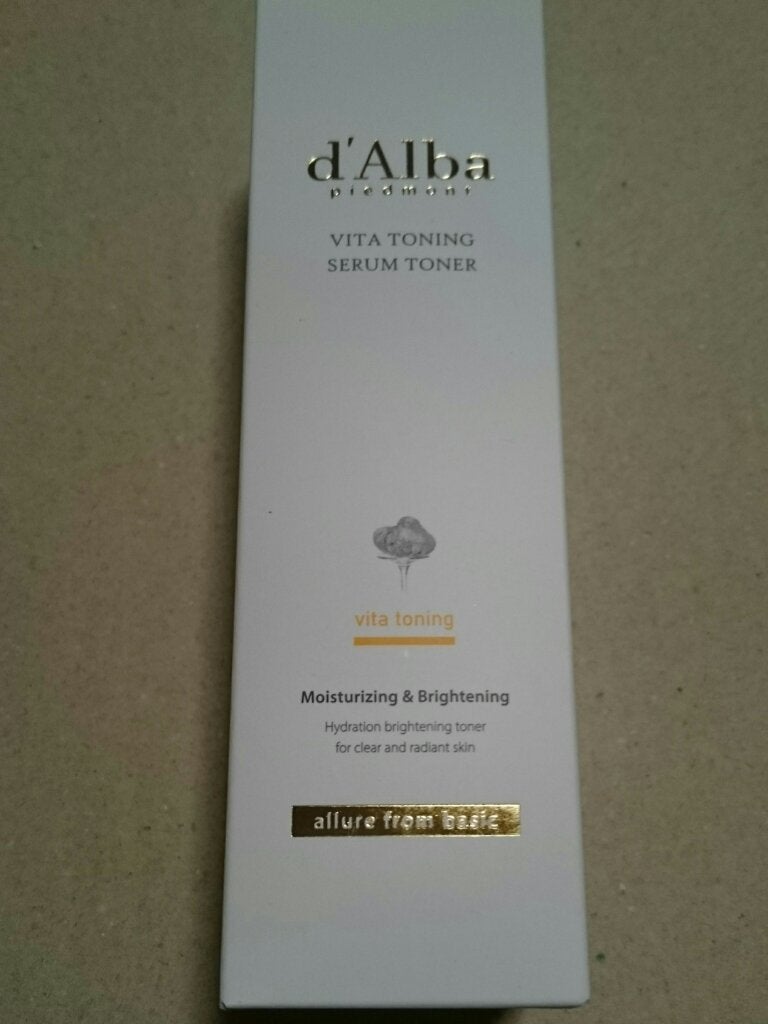 d'Alba
piedmont
VITA TONING
SERUM TONER
vita toning
Moisturizing & Brightening
Hydration brightening toner
for clear and radiant skin
allure from basic